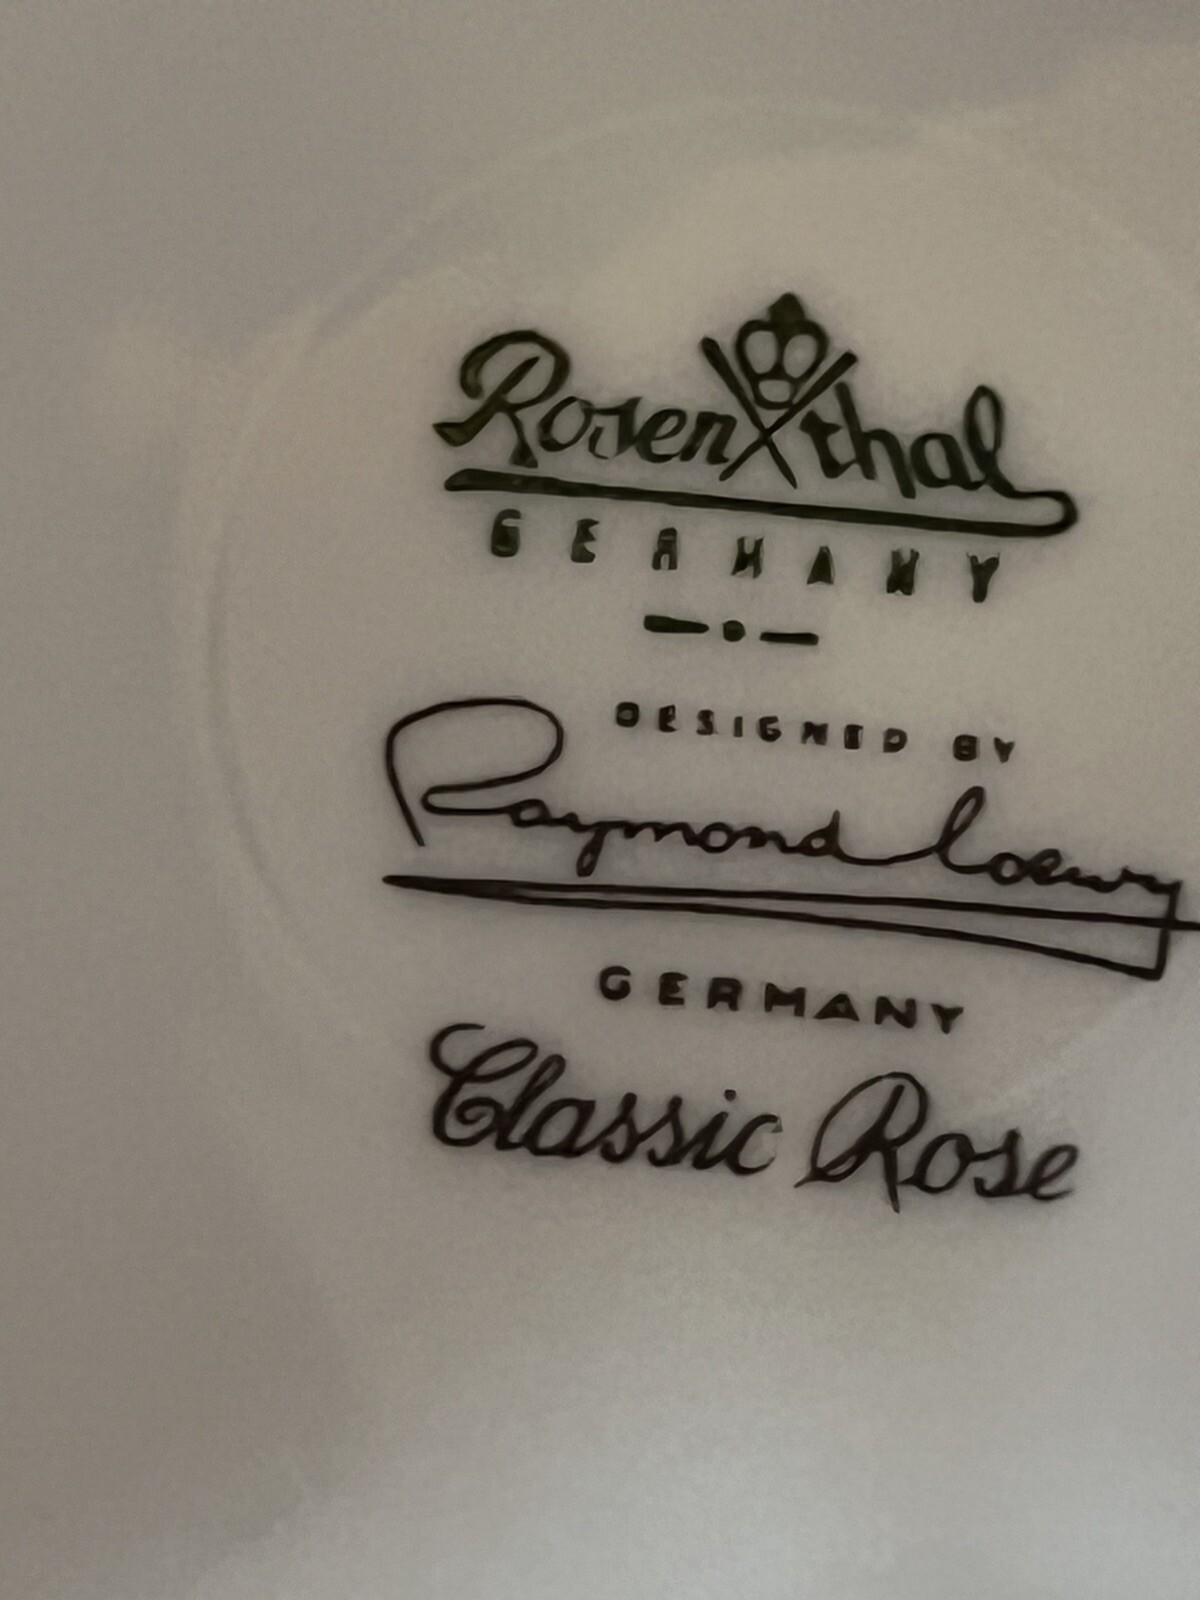 Rosenthal
GERMANY
DESIGNED BY
Raymond Loewy
GERMANY
Classic Rose